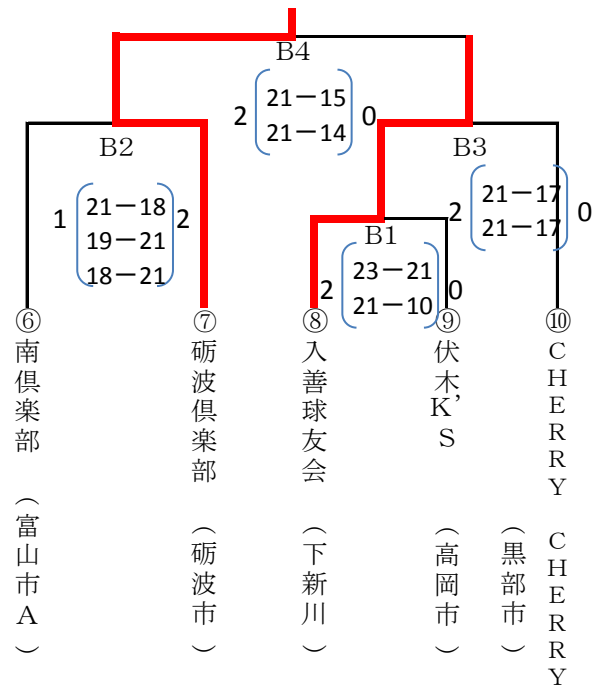 B4
2 21－15 0
21－14
B2
1 21－18 2
19－21
18－21
B3
2 21－17 0
21－17
B1
2 23－21 0
21－10
⑥
南倶楽部 （富山市A）
⑦
砺波倶楽部 （砺波市）
⑧
入善球友会 （下新川）
⑨
伏木K’S （高岡市）
⑩
CHERRY CHERRY
（黒部市）